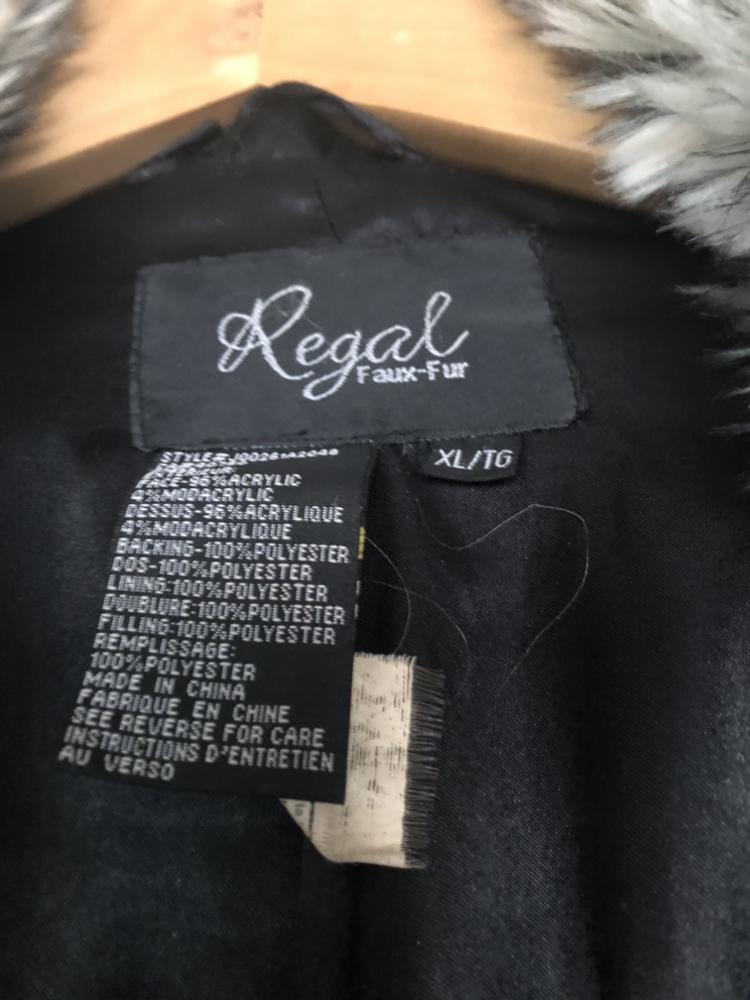 Regal
Faux-Fur
XL/TG
FACE-96%ACRYLIC
4%MODACRYLIC
DESSUS-96%ACRYLIQUE
4%MODACRYLIQUE
BACKING-100%POLYESTER
DOS-100%POLYESTER
LINING:100%POLYESTER
DOUBLURE:100%POLYESTER
FILLING:100%POLYESTER
REMPLISSAGE:
100%POLYESTER
MADE IN CHINA
FABRIQUE EN CHINE
SEE REVERSE FOR CARE
INSTRUCTIONS D'ENTRETIEN
AU VERSO